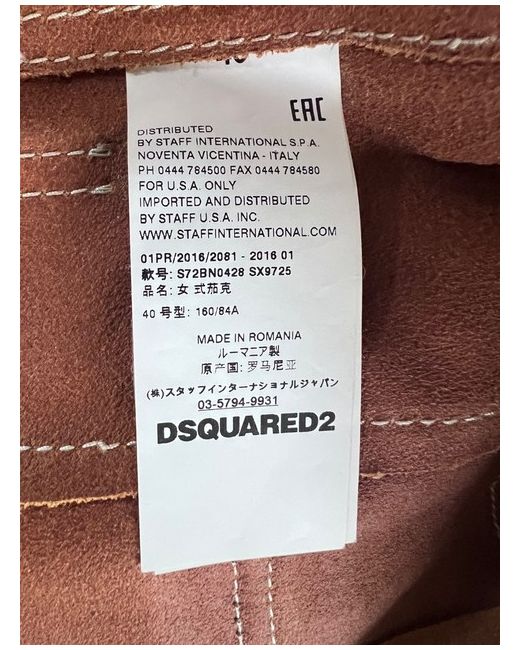 EAC
DISTRIBUTED
BY STAFF INTERNATIONAL S.P.A.
NOVENTA VICENTINA - ITALY
PH 0444 784500 FAX 0444 784580
FOR U.S.A. ONLY
IMPORTED AND DISTRIBUTED
BY STAFF U.S.A. INC.
WWW.STAFFINTERNATIONAL.COM
01PR/2016/2081 - 2016 01
款号: S72BN0428 SX9725
品名: 女 式茄克
40 号型: 160/84A
MADE IN ROMANIA
ルーマニア製
原产国: 罗马尼亚
(株)スタッフインターナショナルジャパン
03-5794-9931
DSQUARED2